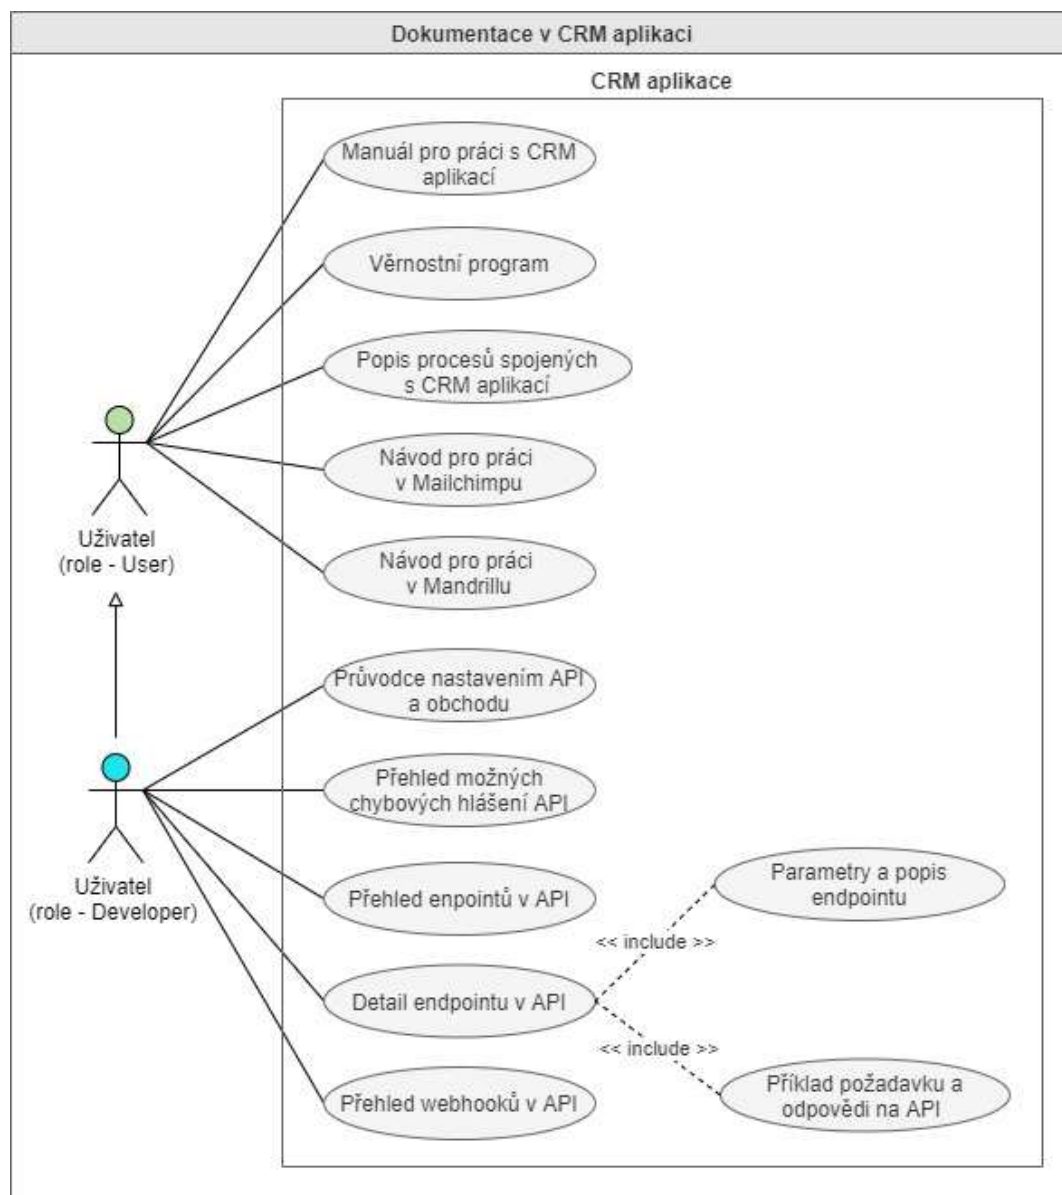 Dokumentace v CRM aplikaci
CRM aplikace
Manuál pro práci s CRM
aplikací
Věrnostní program
Popis procesů spojených
s CRM aplikací
Návod pro práci
v Mailchimpu
Uživatel
(role - User)
Návod pro práci
v Mandrillu
Průvodce nastavením API
a obchodu
Přehled možných
chybových hlášení API
Uživatel
(role - Developer)
Přehled enpointů v API
Parametry a popis
endpointu
<< include >>
Detail endpointu v API
<< include >>
Přehled webhooků v API
Příklad požadavku a
odpovědi na API